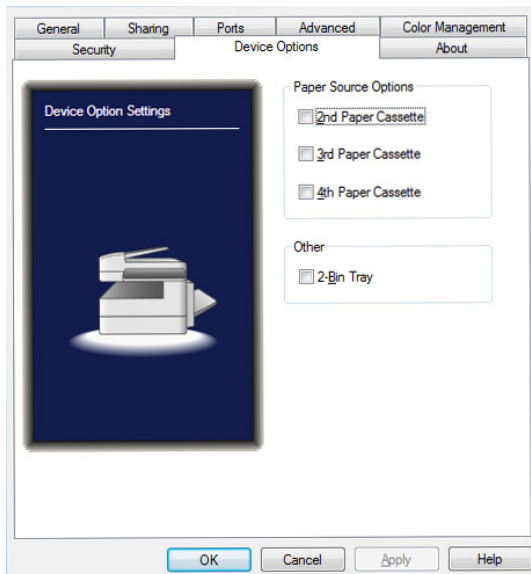 General Sharing Ports Advanced Color Management
Security Device Options About
Device Option Settings
Paper Source Options
2nd Paper Cassette
3rd Paper Cassette
4th Paper Cassette
Other
2-Bin Tray
OK Cancel Apply Help